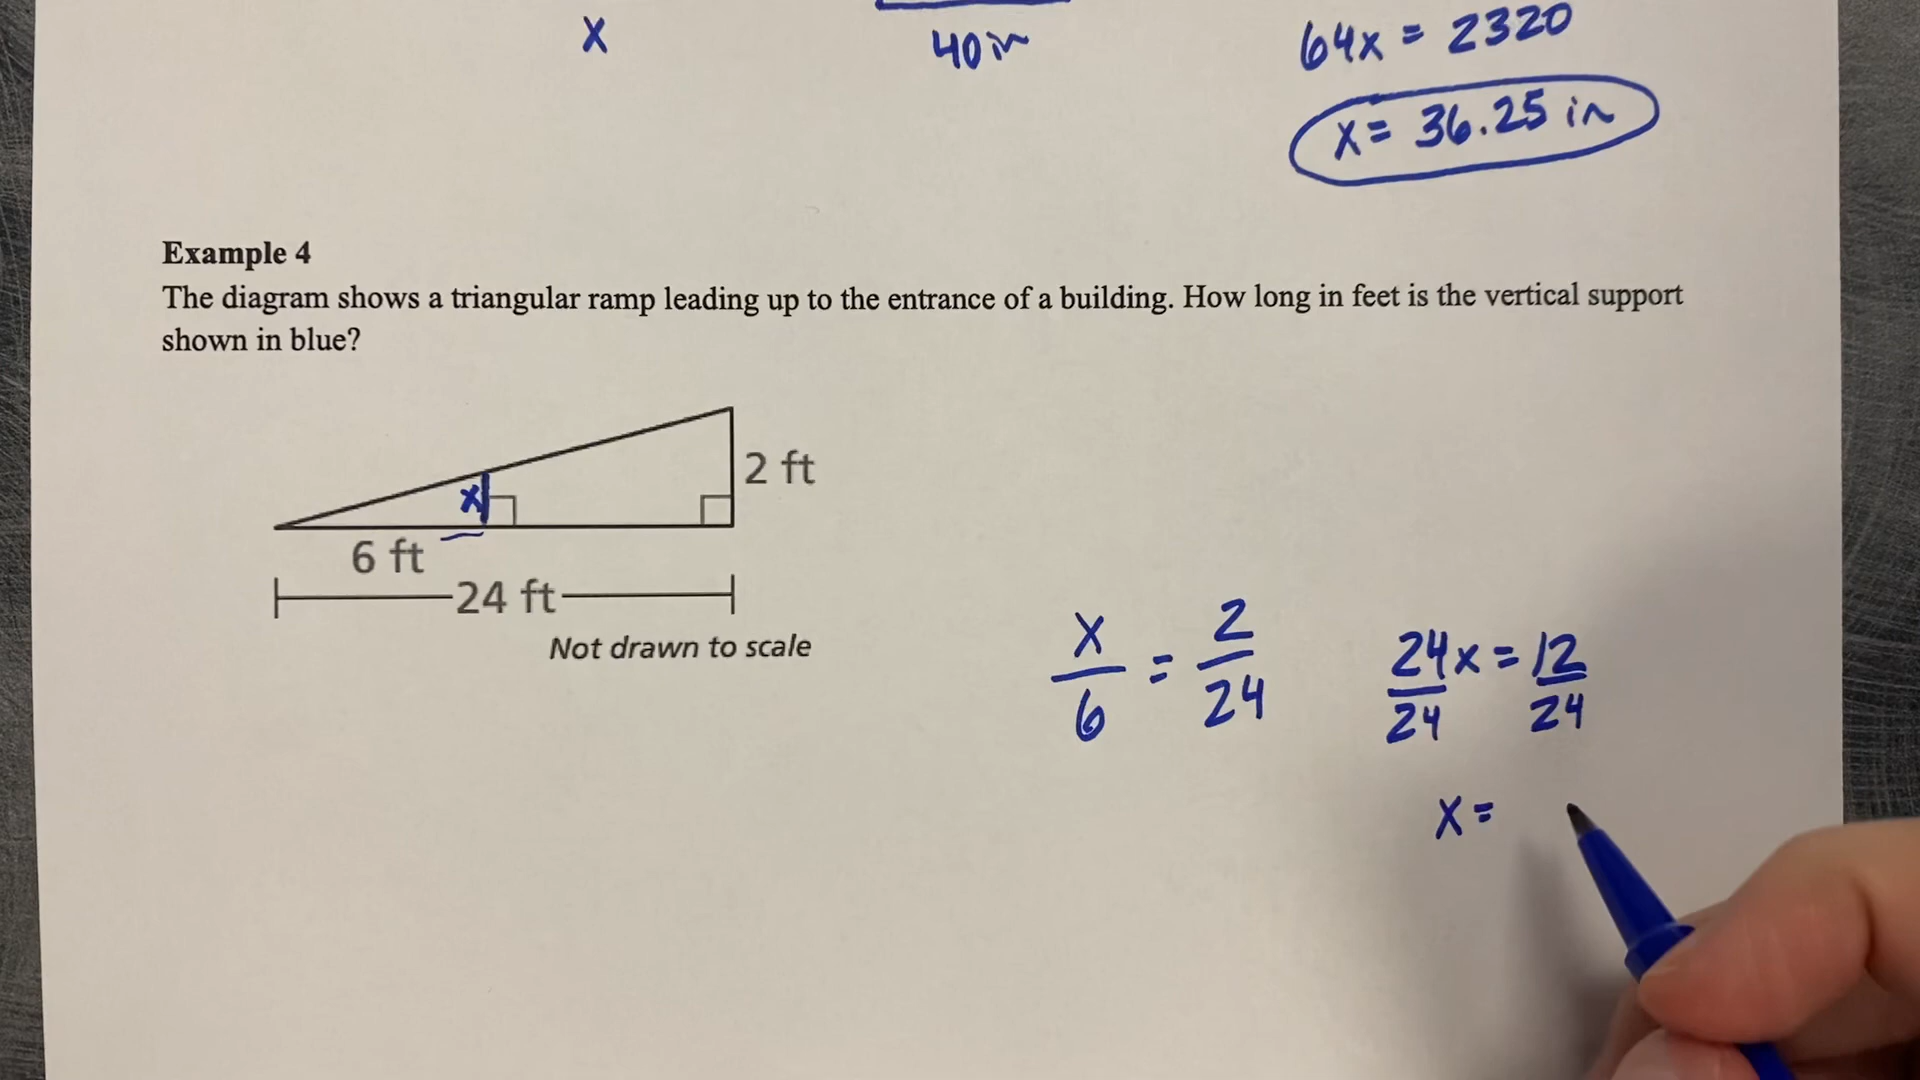 x
40 in
64x = 2320
x = 36.25 in
Example 4
The diagram shows a triangular ramp leading up to the entrance of a building. How long in feet is the vertical support
shown in blue?
2 ft
x
6 ft
24 ft
Not drawn to scale
x/6 = 2/24
24x/24 = 12/24
x =